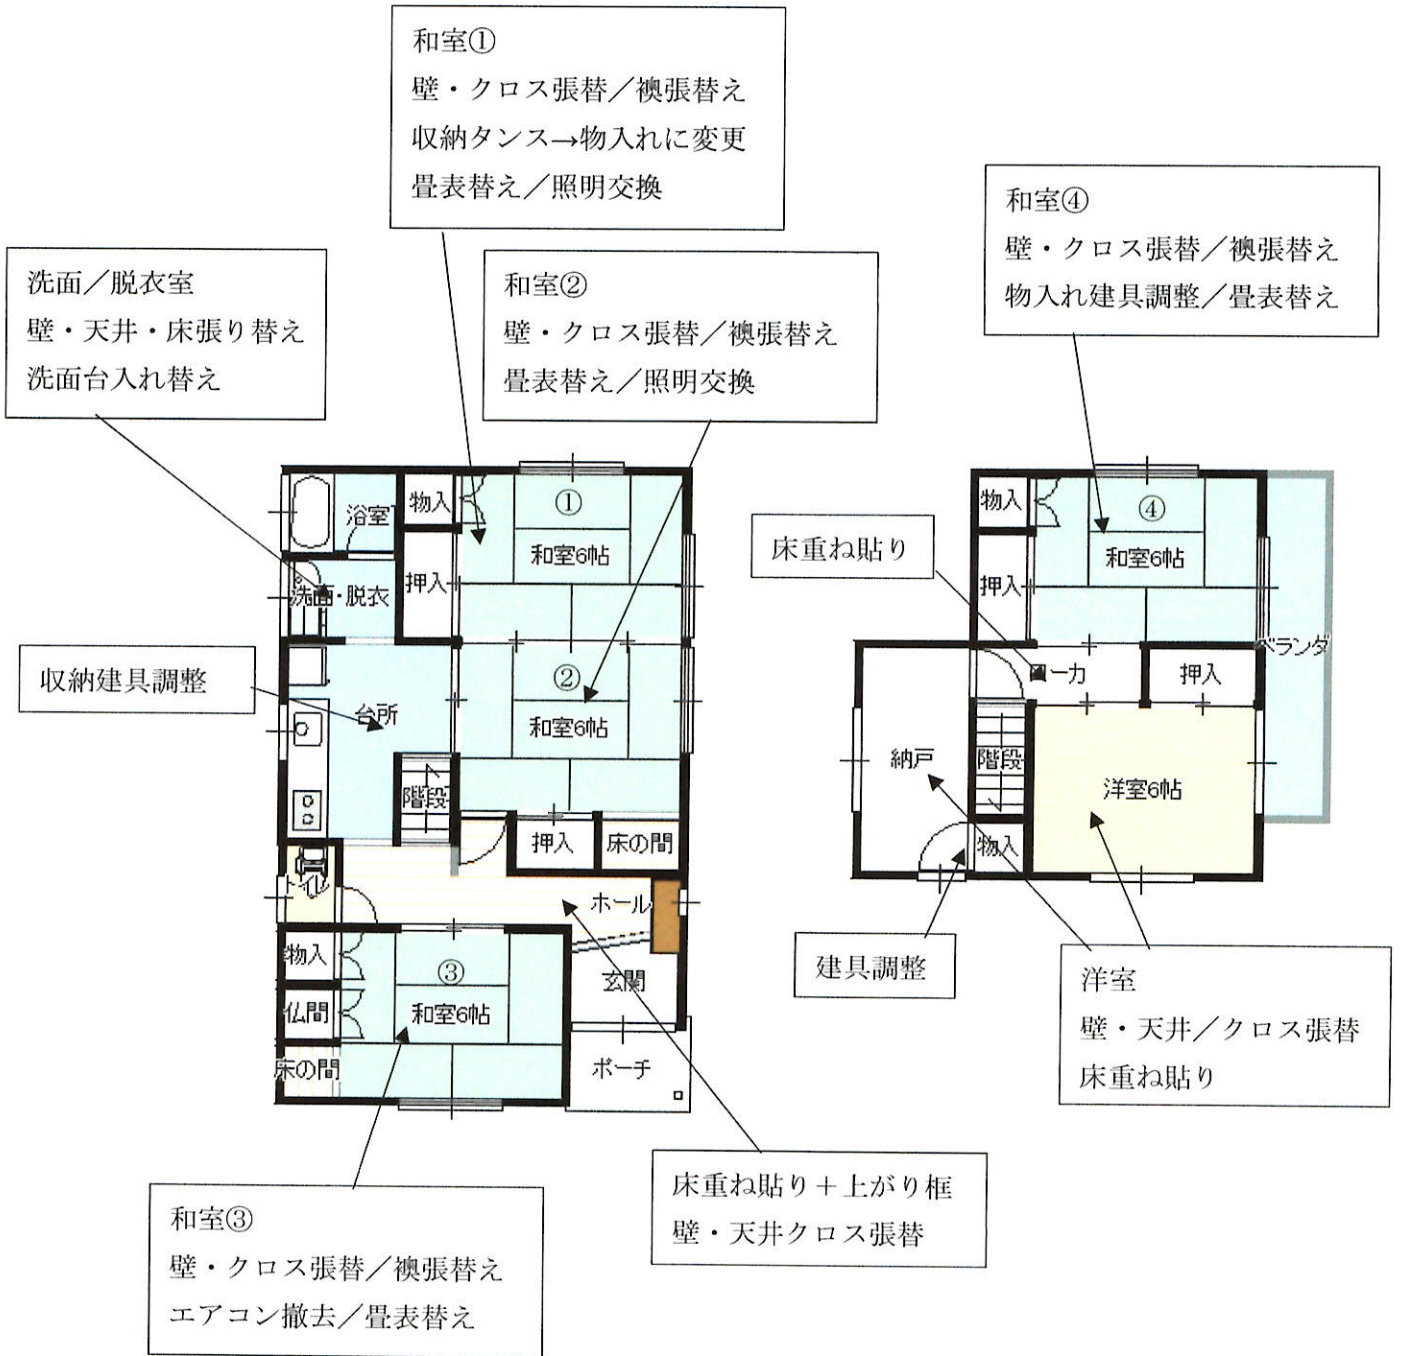 和室①
壁・クロス張替／襖張替え
収納タンス→物入れに変更
畳表替え／照明交換
和室④
壁・クロス張替／襖張替え
物入れ建具調整／畳表替え
洗面／脱衣室
壁・天井・床張り替え
洗面台入れ替え
和室②
壁・クロス張替／襖張替え
畳表替え／照明交換
浴室
物入
①
和室6帖
押入
洗面・脱衣
収納建具調整
台所
②
和室6帖
階段
押入
床の間
トイレ
ホール
物入
③
和室6帖
仏間
床の間
玄関
ポーチ
床重ね貼り
物入
④
和室6帖
押入
ベランダ
ローカ
押入
納戸
階段
洋室6帖
物入
建具調整
洋室
壁・天井／クロス張替
床重ね貼り
床重ね貼り＋上がり框
壁・天井クロス張替
和室③
壁・クロス張替／襖張替え
エアコン撤去／畳表替え